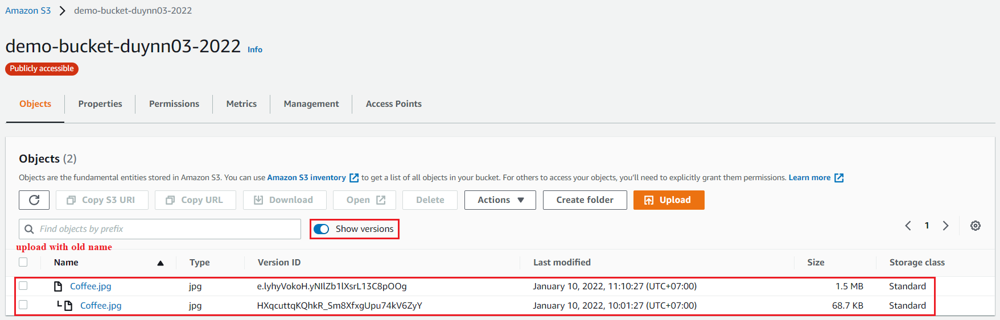 Amazon S3 > demo-bucket-duynn03-2022
demo-bucket-duynn03-2022 Info
Publicly accessible
Objects Properties Permissions Metrics Management Access Points
Objects (2)
Objects are the fundamental entities stored in Amazon S3. You can use Amazon S3 inventory to get a list of all objects in your bucket. For others to access your objects, you'll need to explicitly grant them permissions. Learn more
Copy S3 URI Copy URL Download Open Delete Actions Create folder Upload
Find objects by prefix Show versions 1
upload with old name
Name Type Version ID Last modified Size Storage class
Coffee.jpg jpg e.lyhyVokoH.yNIlZb1lXsrL13C8pOOg January 10, 2022, 11:10:27 (UTC+07:00) 1.5 MB Standard
Coffee.jpg jpg HXqcuttqKQhkR_Sm8XfxgUpu74kV6ZyY January 10, 2022, 10:01:27 (UTC+07:00) 68.7 KB Standard